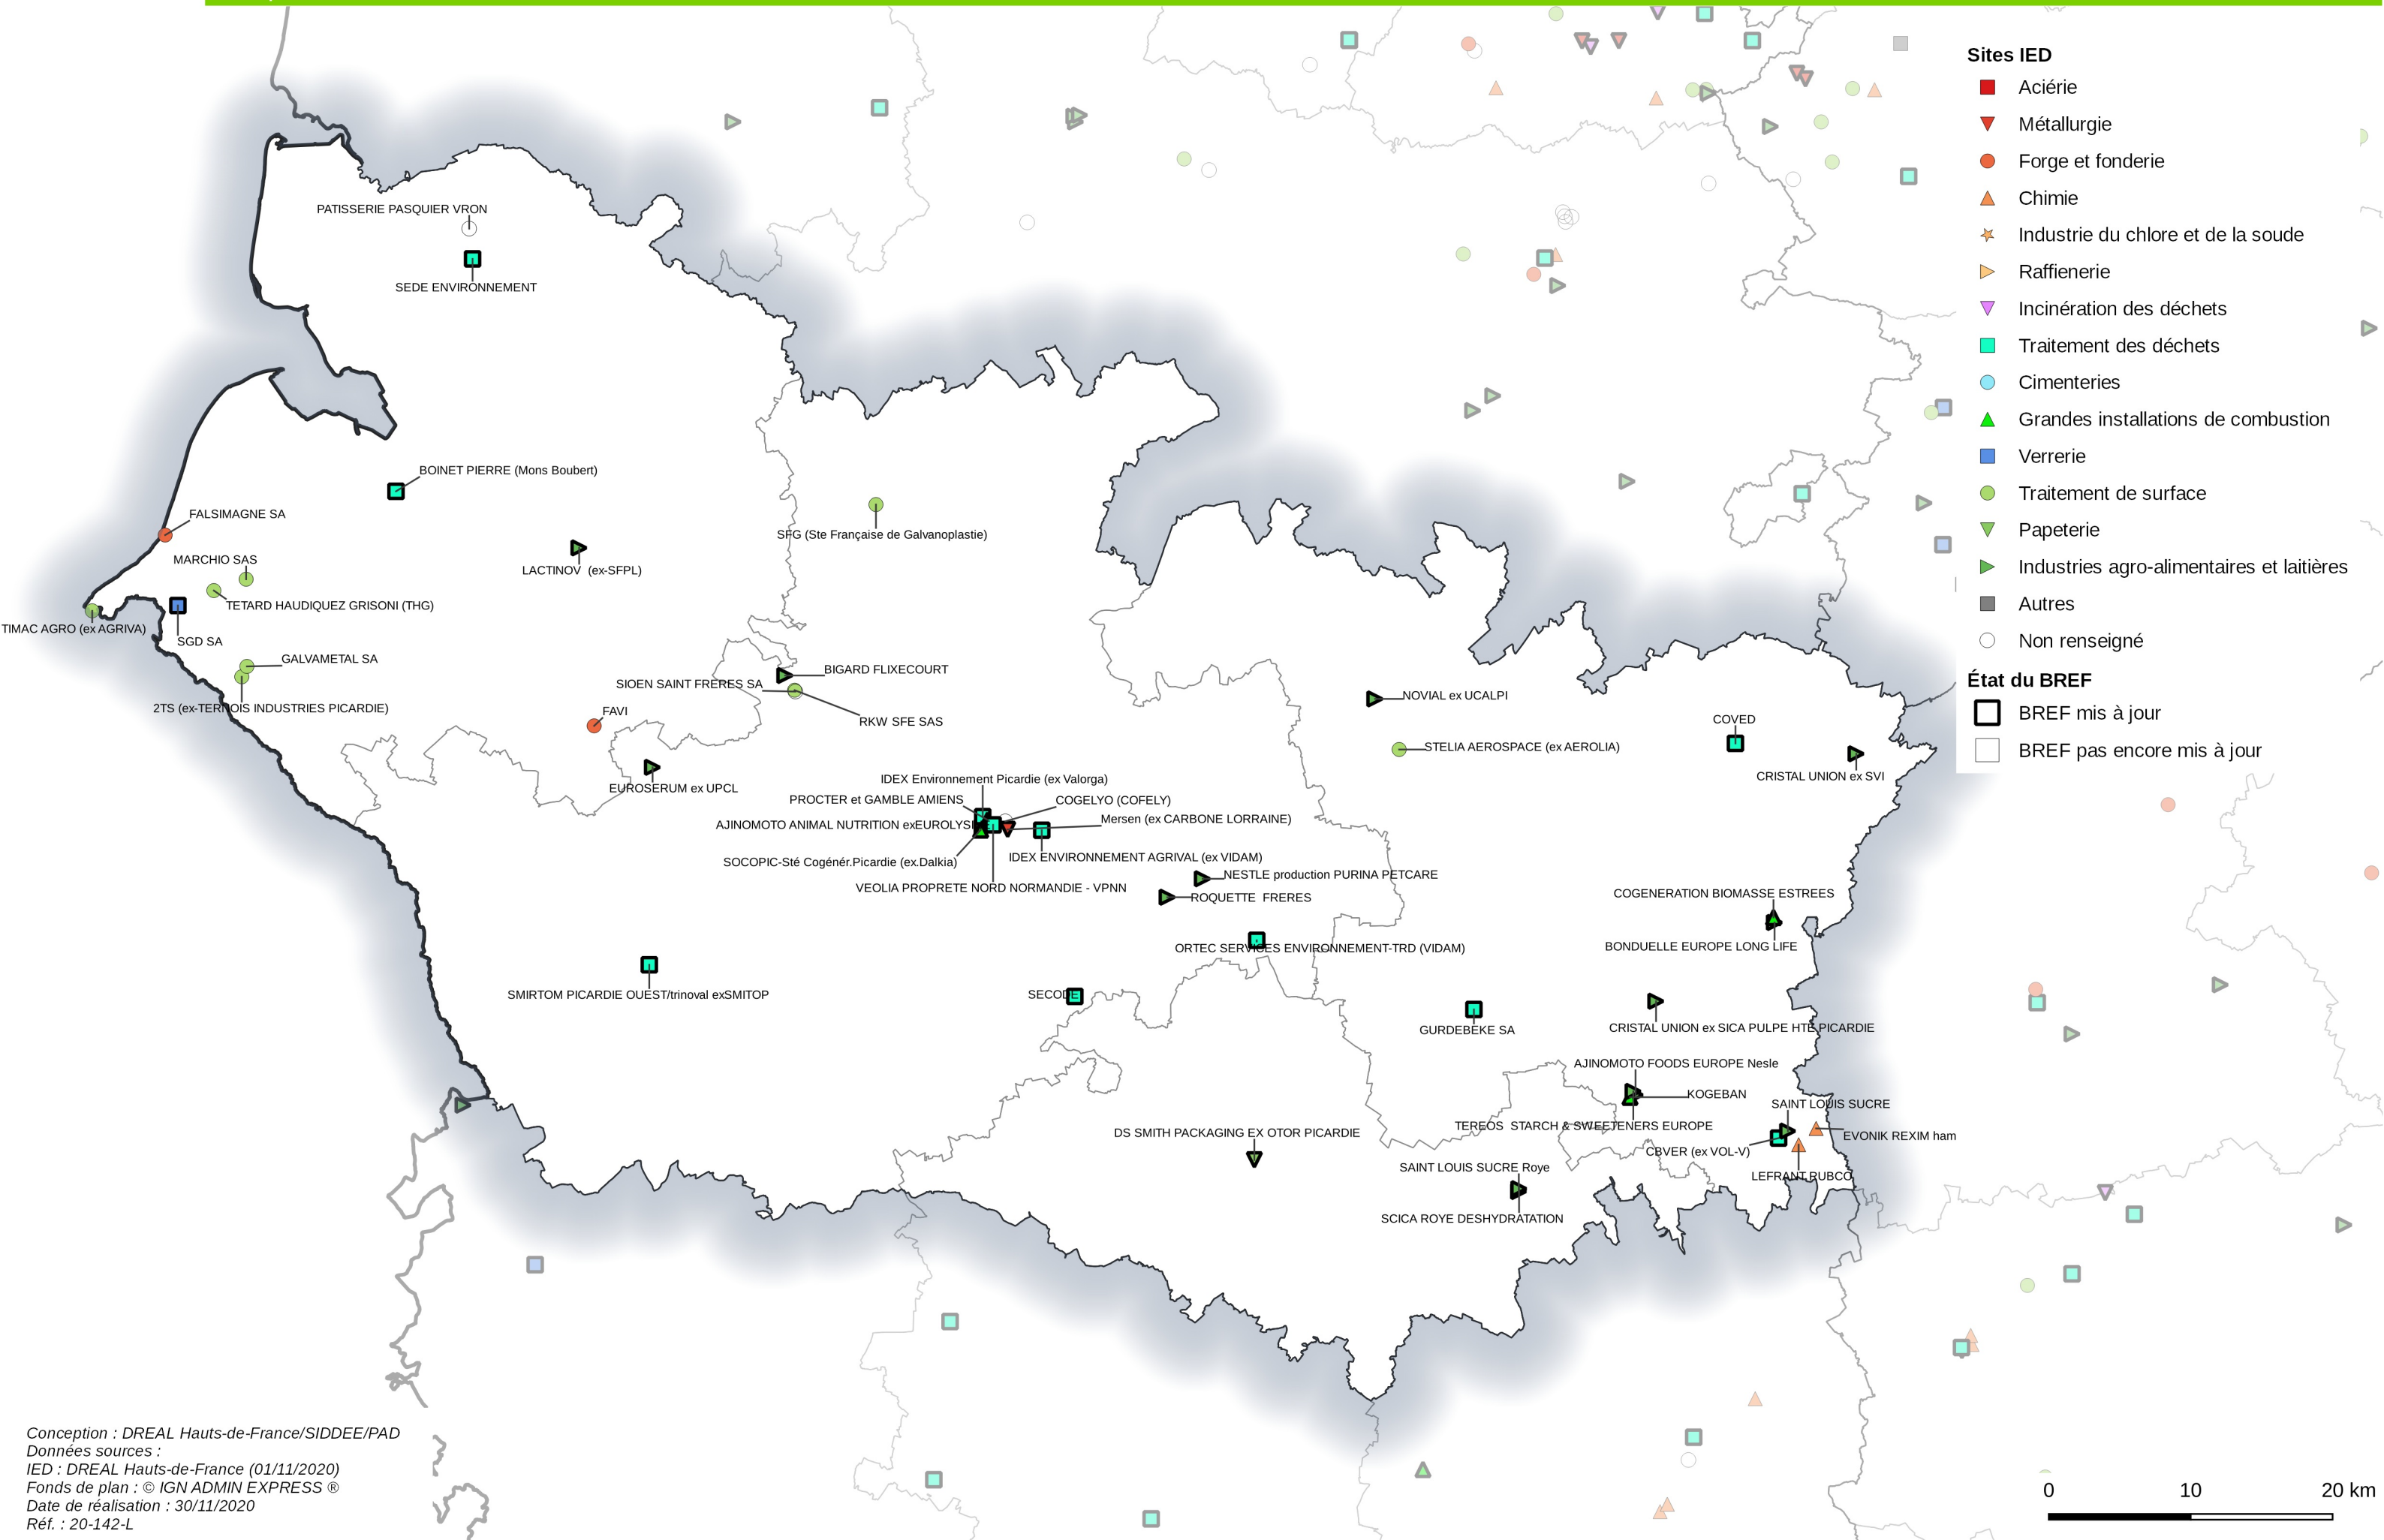 PATISSERIE PASQUIER VRON
SEDE ENVIRONNEMENT
BOINET PIERRE (Mons Boubert)
FALSIMAGNE SA
SFG (Ste Française de Galvanoplastie)
MARCHIO SAS
LACTINOV (ex-SFPL)
TETARD HAUDIQUEZ GRISONI (THG)
TIMAC AGRO (ex AGRIVA)
SGD SA
GALVAMETAL SA
2TS (ex-TERNOIS INDUSTRIES PICARDIE)
BIGARD FLIXECOURT
SIOEN SAINT FRERES SA
RKW SFE SAS
FAVI
EUROSERUM ex UPCL
NOVIAL ex UCALPI
STELIA AEROSPACE (ex AEROLIA)
COVED
CRISTAL UNION ex SVI
IDEX Environnement Picardie (ex Valorga)
PROCTER et GAMBLE AMIENS
COGELYO (COFELY)
AJINOMOTO ANIMAL NUTRITION exEUROLYS
Mersen (ex CARBONE LORRAINE)
SOCOPIC-Sté Cogénér.Picardie (ex.Dalkia)
IDEX ENVIRONNEMENT AGRIVAL (ex VIDAM)
VEOLIA PROPRETE NORD NORMANDIE - VPNN
NESTLE production PURINA PETCARE
ROQUETTE FRERES
ORTEC SERVICES ENVIRONNEMENT-TRD (VIDAM)
COGENERATION BIOMASSE ESTREES
BONDUELLE EUROPE LONG LIFE
SMIRTOM PICARDIE OUEST/trinoval exSMITOP
SECODE
GURDEBEKE SA
CRISTAL UNION ex SICA PULPE HTE PICARDIE
AJINOMOTO FOODS EUROPE Nesle
KOGEBAN
SAINT LOUIS SUCRE
TEREOS STARCH & SWEETENERS EUROPE
EVONIK REXIM ham
CBVER (ex VOL-V)
LEFRANT RUBCO
DS SMITH PACKAGING EX OTOR PICARDIE
SAINT LOUIS SUCRE Roye
SCICA ROYE DESHYDRATATION
Sites IED
Aciérie
Métallurgie
Forge et fonderie
Chimie
Industrie du chlore et de la soude
Raffienerie
Incinération des déchets
Traitement des déchets
Cimenteries
Grandes installations de combustion
Verrerie
Traitement de surface
Papeterie
Industries agro-alimentaires et laitières
Autres
Non renseigné
État du BREF
BREF mis à jour
BREF pas encore mis à jour
Conception : DREAL Hauts-de-France/SIDDEE/PAD
Données sources :
IED : DREAL Hauts-de-France (01/11/2020)
Fonds de plan : © IGN ADMIN EXPRESS ®
Date de réalisation : 30/11/2020
Réf. : 20-142-L
0 10 20 km